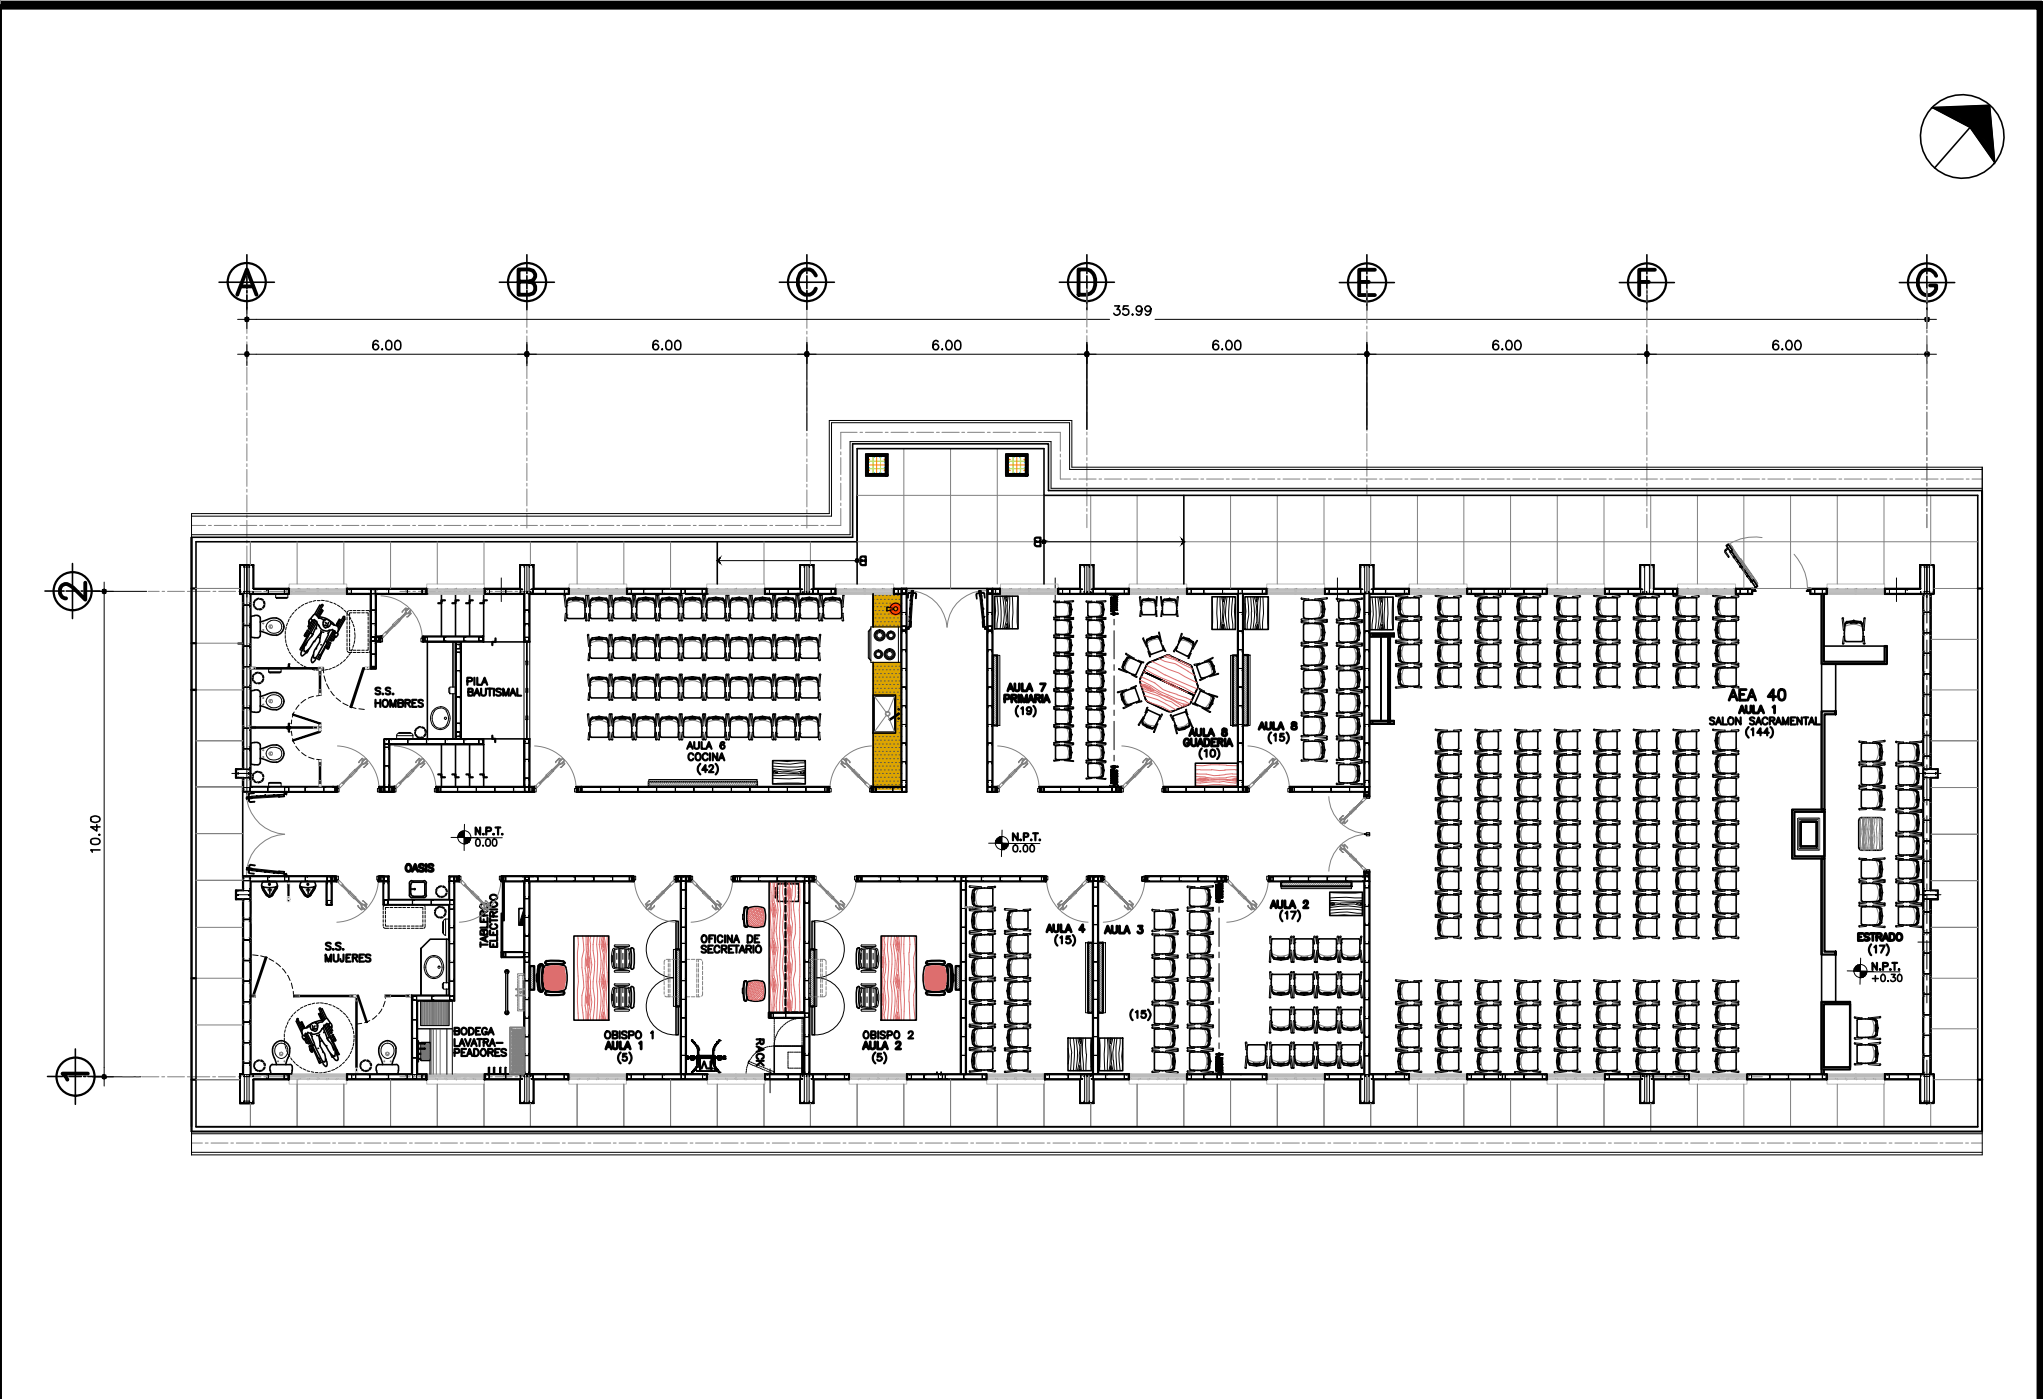 A
B
C
D
E
F
G
35.99
6.00
6.00
6.00
6.00
6.00
6.00
B
B
2
1
10.40
S.S.
HOMBRES
PILA
BAUTISMAL
AULA 6
COCINA
(42)
AULA 7
PRIMARIA
(19)
AULA 8
GUADERIA
(10)
AULA 8
(15)
AEA 40
AULA 1
SALON SACRAMENTAL
(144)
N.P.T.
0.00
N.P.T.
0.00
OASIS
TABLERO
ELECTRICO
S.S.
MUJERES
BODEGA
LAVATRA-
PEADORES
OBISPO 1
AULA 1
(5)
OFICINA DE
SECRETARIO
RACK
OBISPO 2
AULA 2
(5)
AULA 4
(15)
AULA 3
(15)
AULA 2
(17)
ESTRADO
(17)
N.P.T.
+0.30